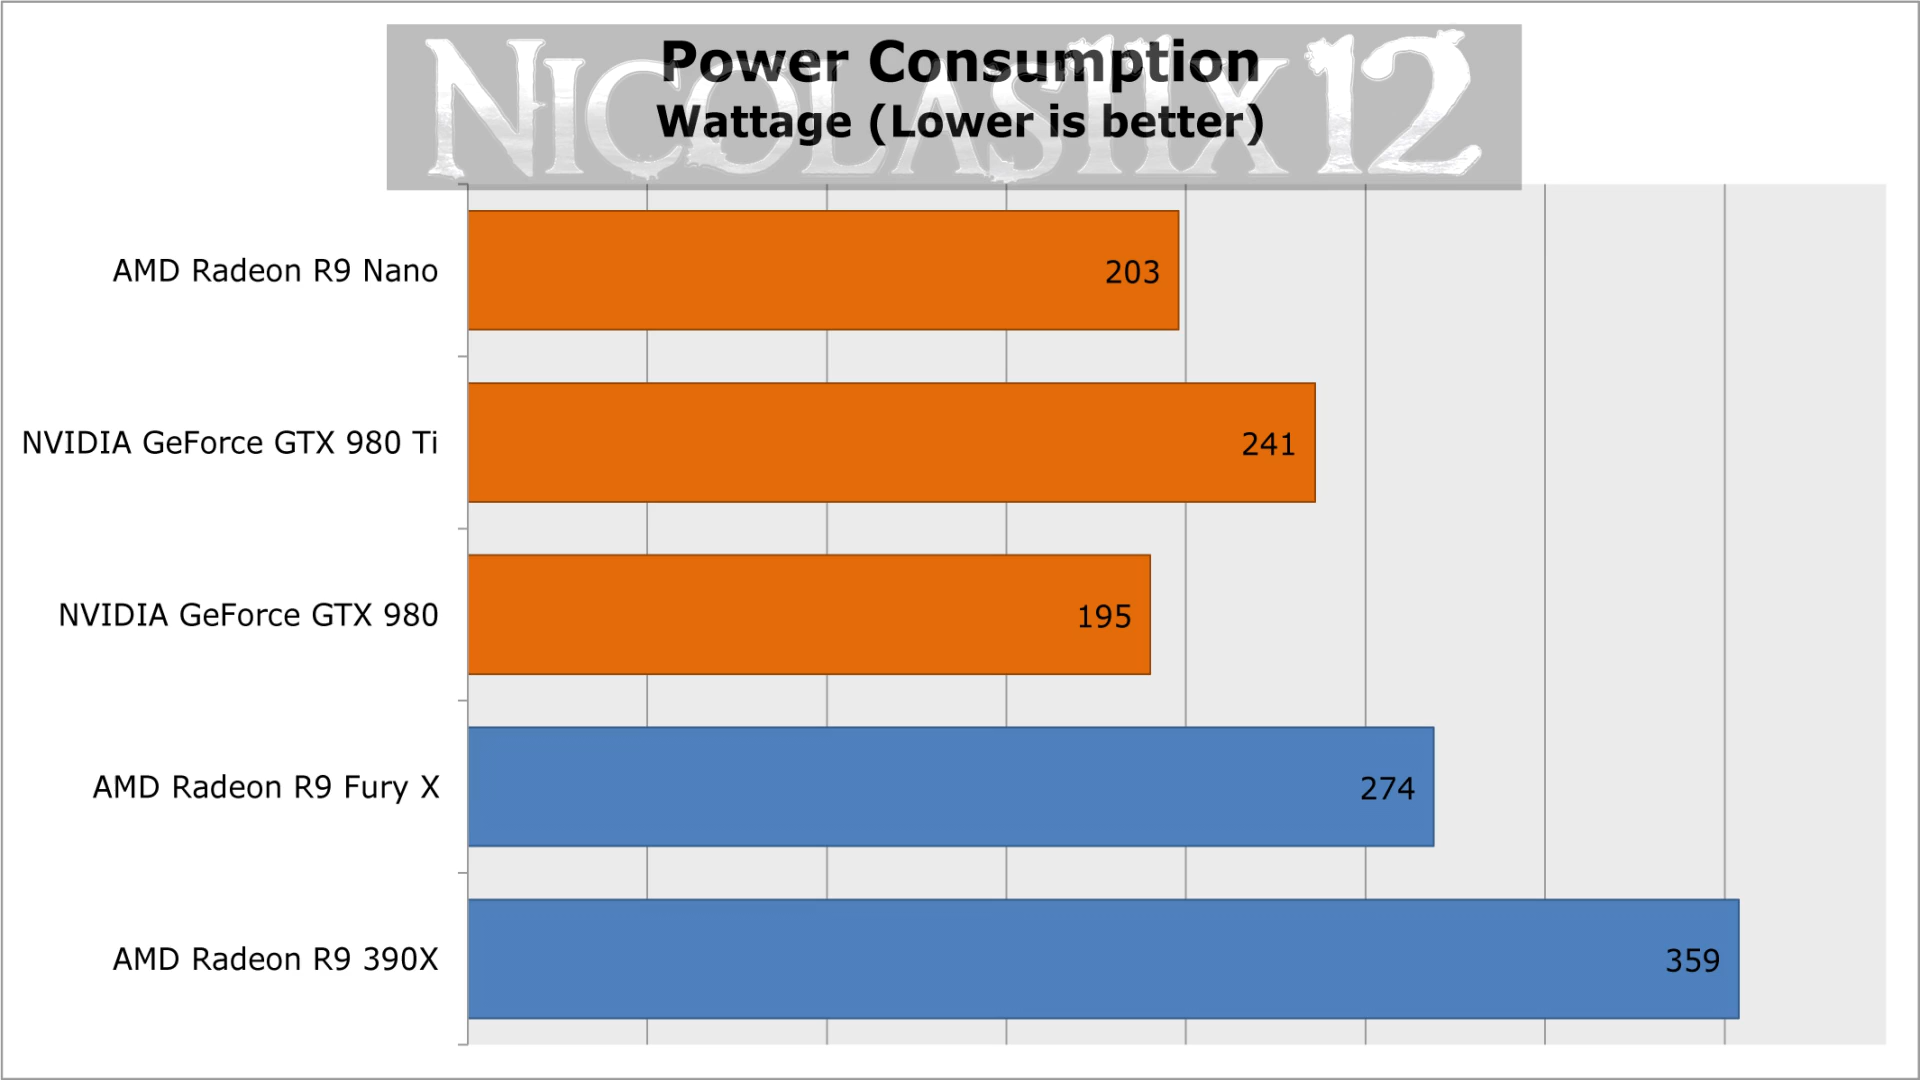 NICOLAS11X12
Power Consumption
Wattage (Lower is better)
AMD Radeon R9 Nano
203
NVIDIA GeForce GTX 980 Ti
241
NVIDIA GeForce GTX 980
195
AMD Radeon R9 Fury X
274
AMD Radeon R9 390X
359